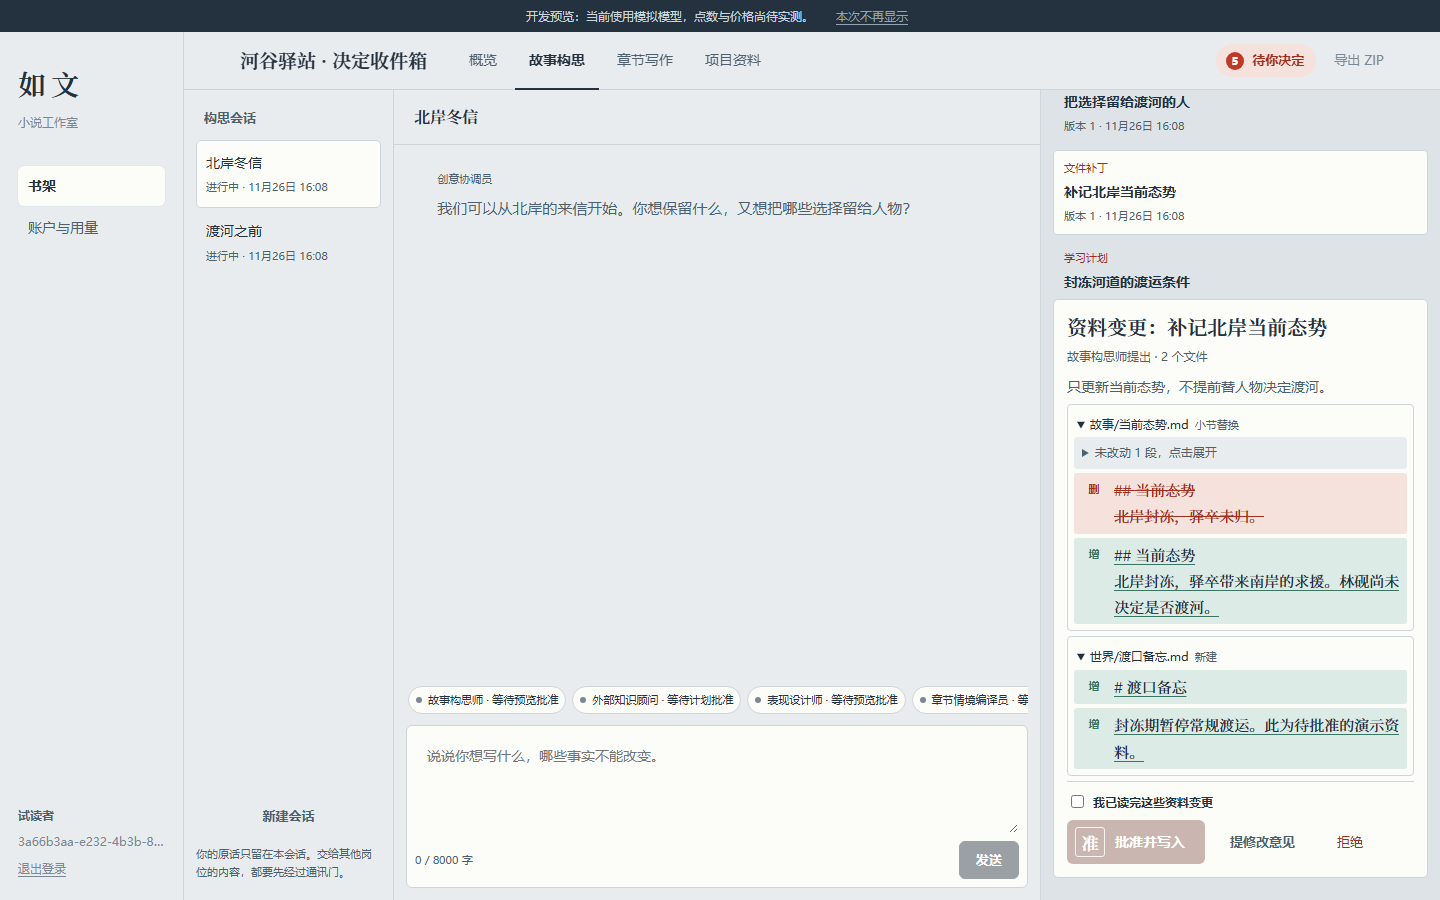 开发预览：当前使用模拟模型，点数与价格尚待实测。 本次不再显示
如文
小说工作室
书架
账户与用量
试读者
3a66b3aa-e232-4b3b-8...
退出登录
河谷驿站 · 决定收件箱 概览 故事构思 章节写作 项目资料 5 待你决定 导出 ZIP
构思会话
北岸冬信
进行中 · 11月26日 16:08
渡河之前
进行中 · 11月26日 16:08
新建会话
你的原话只留在本会话。交给其他岗
位的内容，都要先经过通讯门。
北岸冬信
创意协调员
我们可以从北岸的来信开始。你想保留什么，又想把哪些选择留给人物？
故事构思师 · 等待预览批准 外部知识顾问 · 等待计划批准 表现设计师 · 等待预览批准 章节情境编译员 · 等
说说你想写什么，哪些事实不能改变。
0 / 8000 字
发送
把选择留给渡河的人
版本 1 · 11月26日 16:08
文件补丁
补记北岸当前态势
版本 1 · 11月26日 16:08
学习计划
封冻河道的渡运条件
资料变更：补记北岸当前态势
故事构思师提出 · 2 个文件
只更新当前态势，不提前替人物决定渡河。
▼ 故事/当前态势.md 小节替换
▶ 未改动 1 段，点击展开
删 ## 当前态势
北岸封冻，驿卒未归。
增 ## 当前态势
北岸封冻，驿卒带来南岸的求援。林砚尚未
决定是否渡河。
▼ 世界/渡口备忘.md 新建
增 # 渡口备忘
增 封冻期暂停常规渡运。此为待批准的演示资
料。
我已读完这些资料变更
准 批准并写入 提修改意见 拒绝